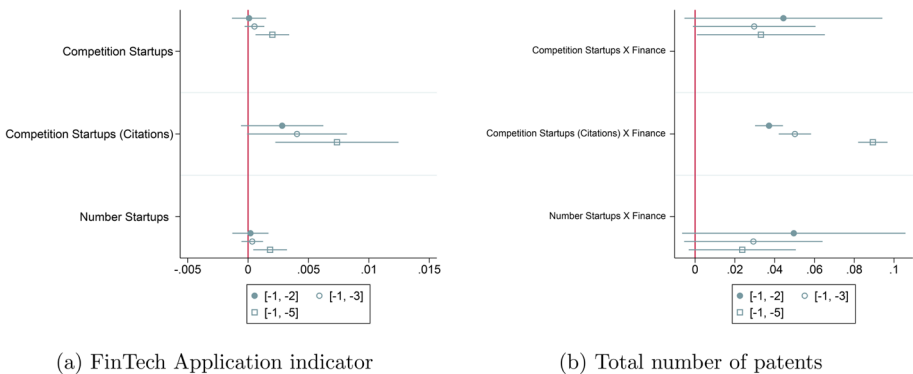 Competition Startups
Competition Startups (Citations)
Number Startups
-.005 0 .005 .01 .015
[-1, -2] [-1, -3]
[-1, -5]
(a) FinTech Application indicator
Competition Startups X Finance
Competition Startups (Citations) X Finance
Number Startups X Finance
0 .02 .04 .06 .08 .1
[-1, -2] [-1, -3]
[-1, -5]
(b) Total number of patents